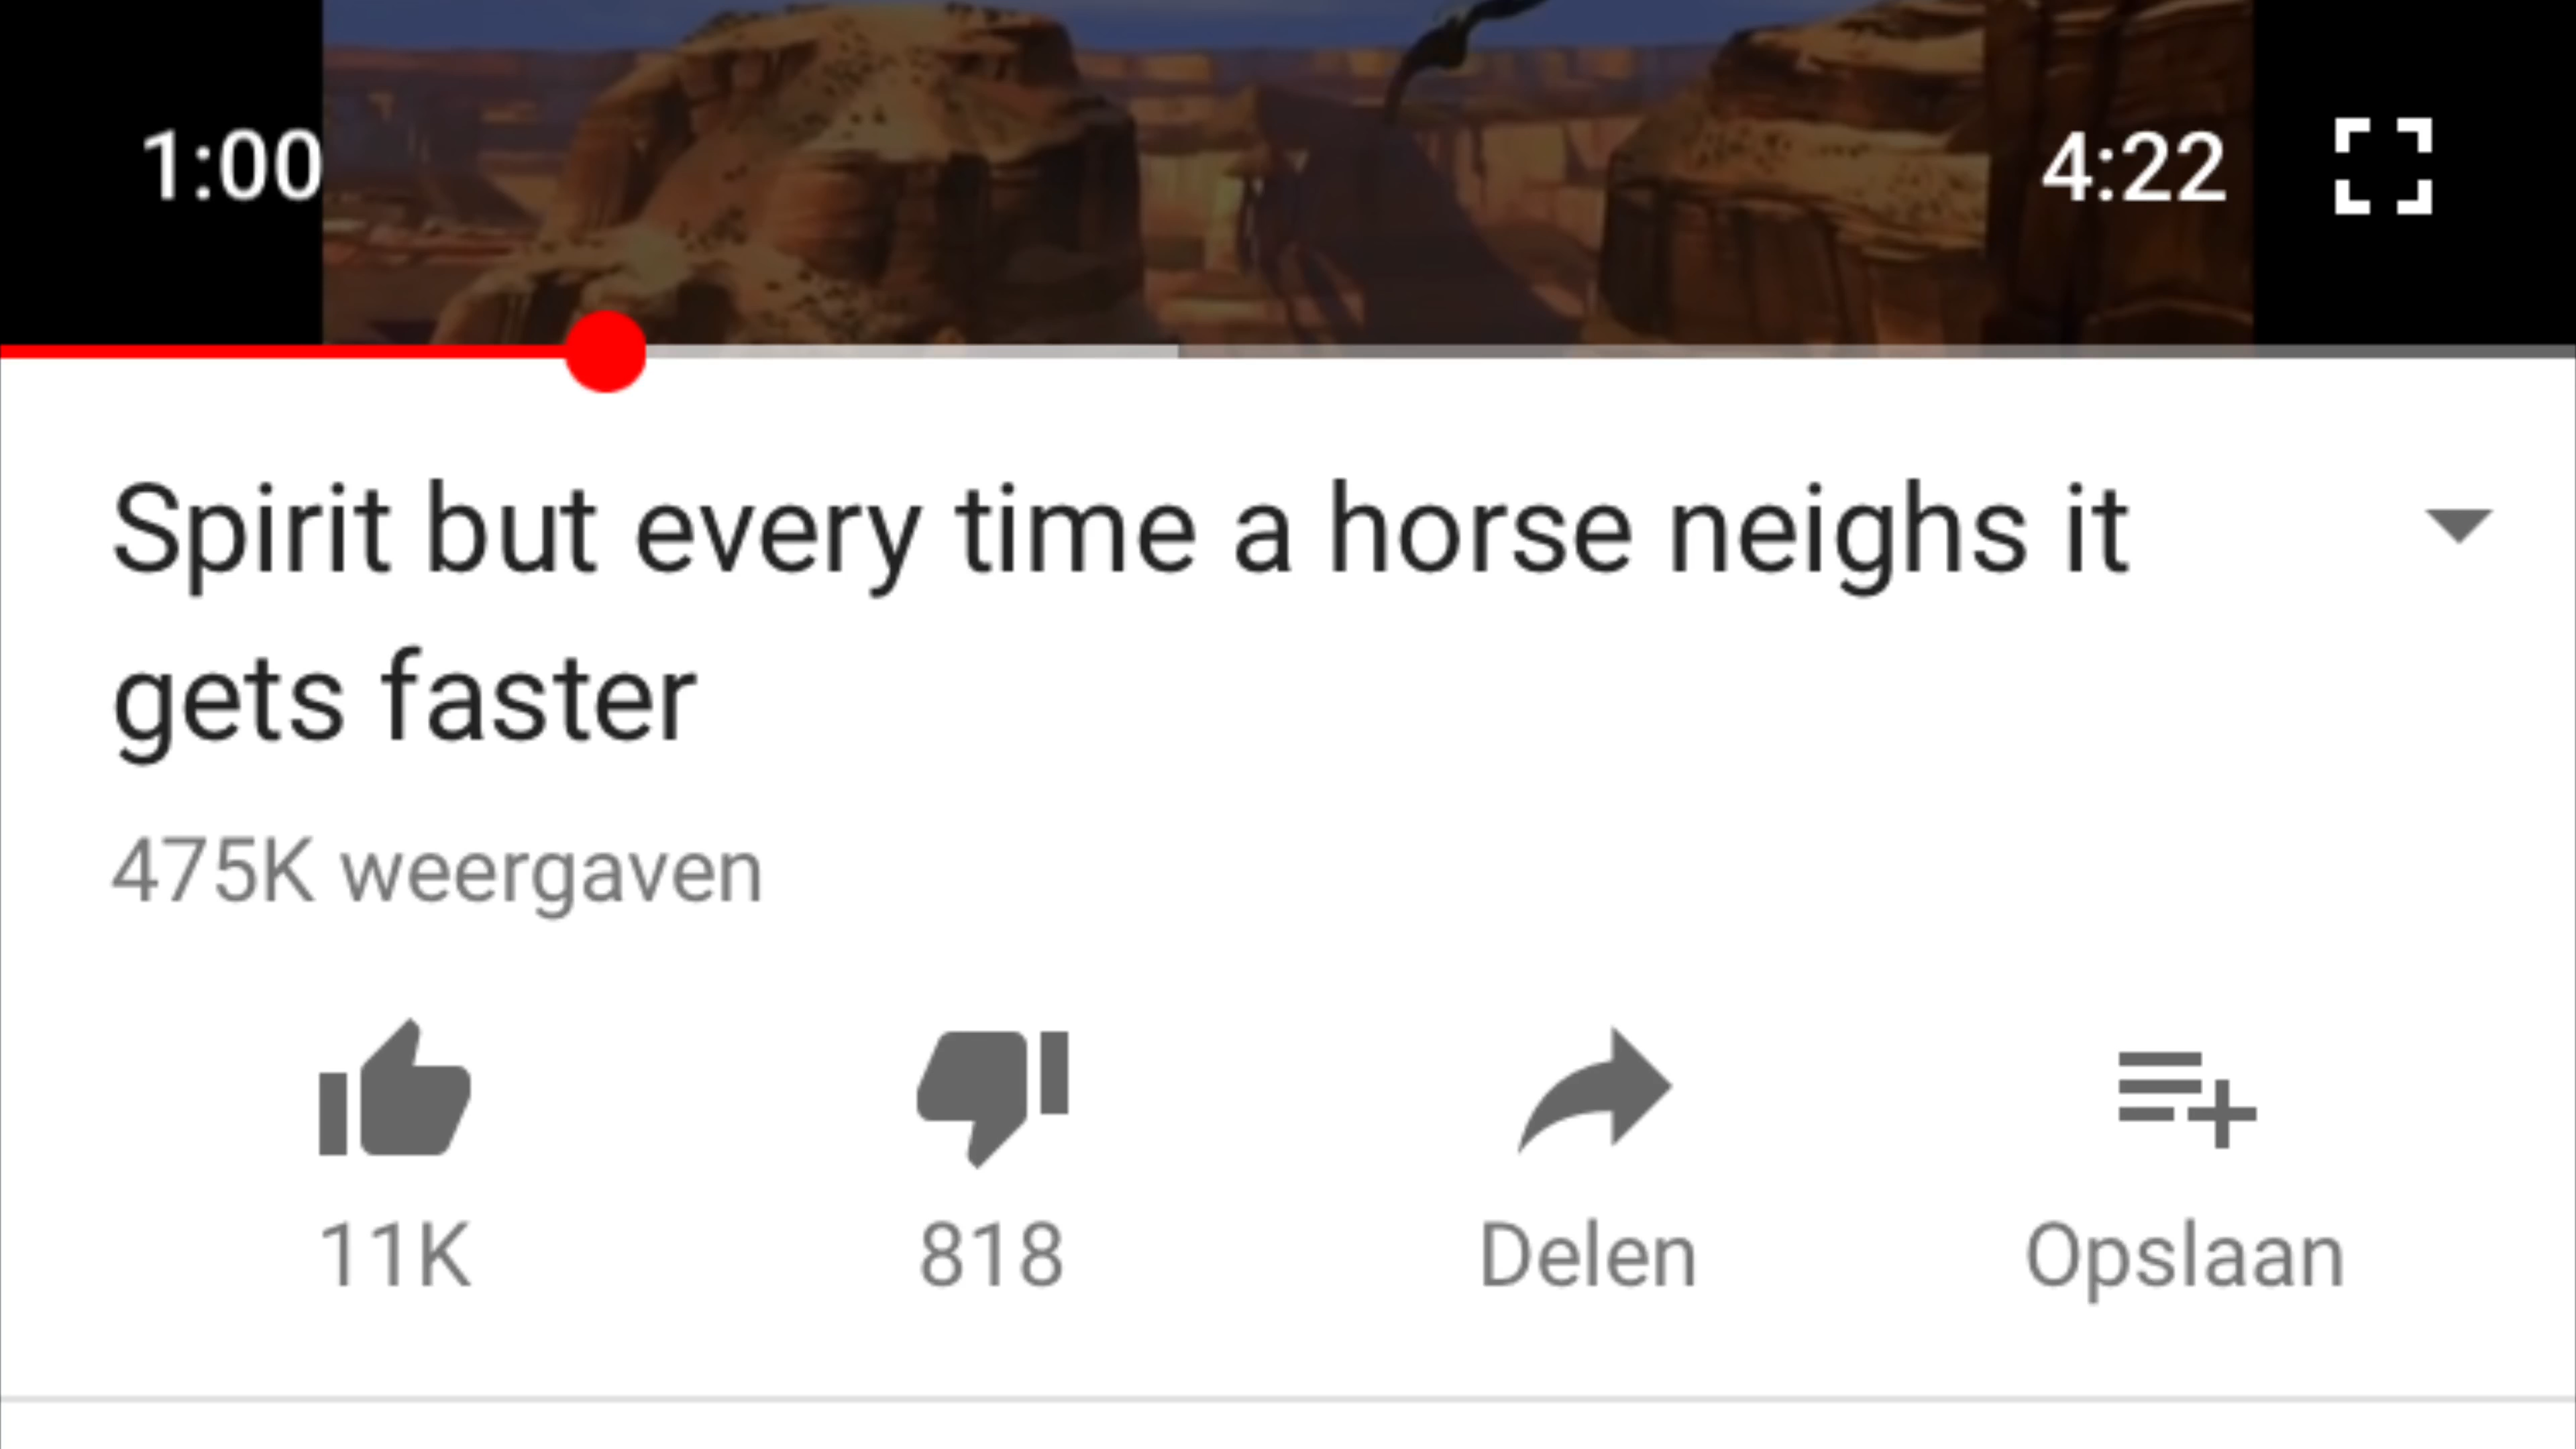 1:00 4:22
Spirit but every time a horse neighs it
gets faster
475K weergaven
11K 818 Delen Opslaan